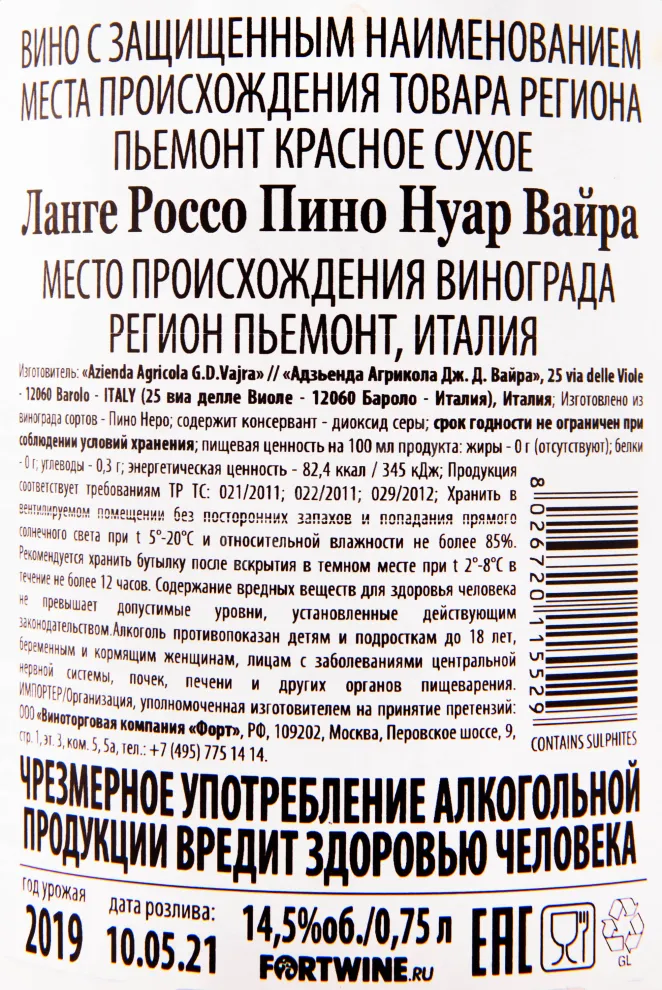 ВИНО С ЗАЩИЩЕННЫМ НАИМЕНОВАНИЕМ
МЕСТА ПРОИСХОЖДЕНИЯ ТОВАРА РЕГИОНА
ПЬЕМОНТ КРАСНОЕ СУХОЕ
Ланге Россо Пино Нуар Вайра
МЕСТО ПРОИСХОЖДЕНИЯ ВИНОГРАДА
РЕГИОН ПЬЕМОНТ, ИТАЛИЯ
Изготовитель: «Azienda Agricola G.D.Vajra» // «Адзьенда Агрикола Дж. Д. Вайра», 25 via delle Viole
- 12060 Barolo - ITALY (25 виа делле Виоле - 12060 Бароло - Италия), Италия; Изготовлено из
винограда сортов - Пино Неро; содержит консервант - диоксид серы; срок годности не ограничен при
соблюдении условий хранения; пищевая ценность на 100 мл продукта: жиры - 0 г (отсутствуют); белки
- 0 г; углеводы - 0,3 г; энергетическая ценность - 82,4 ккал / 345 кДж; Продукция
соответствует требованиям ТР ТС: 021/2011; 022/2011; 029/2012; Хранить в
вентилируемом помещении без посторонних запахов и попадания прямого
солнечного света при t 5°-20°C и относительной влажности не более 85%.
Рекомендуется хранить бутылку после вскрытия в темном месте при t 2°-8°C в
течение не более 12 часов. Содержание вредных веществ для здоровья человека
не превышает допустимые уровни, установленные действующим
законодательством.Алкоголь противопоказан детям и подросткам до 18 лет,
беременным и кормящим женщинам, лицам с заболеваниями центральной
нервной системы, почек, печени и других органов пищеварения.
ИМПОРТЕР/Организация, уполномоченная изготовителем на принятие претензий:
ООО «Виноторговая компания «Форт», РФ, 109202, Москва, Перовское шоссе, 9,
стр. 1, эт. 3, ком. 5, 5а, тел.: +7 (495) 775 14 14.
8 026720 115529
CONTAINS SULPHITES
ЧРЕЗМЕРНОЕ УПОТРЕБЛЕНИЕ АЛКОГОЛЬНОЙ
ПРОДУКЦИИ ВРЕДИТ ЗДОРОВЬЮ ЧЕЛОВЕКА
год урожая
2019
дата розлива:
10.05.21
14,5%об./0,75 л
FORTWINE.RU
EAC
GL